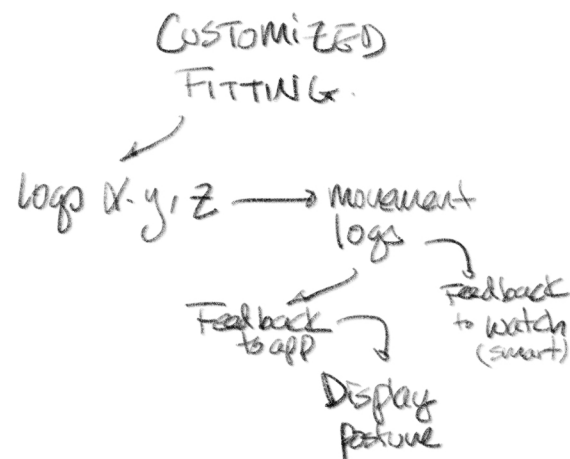 CUSTOMIZED
FITTING.
logs x.y, z
movement
logs
Feedback
to app
Feedback
to watch
(smart)
Display
posture